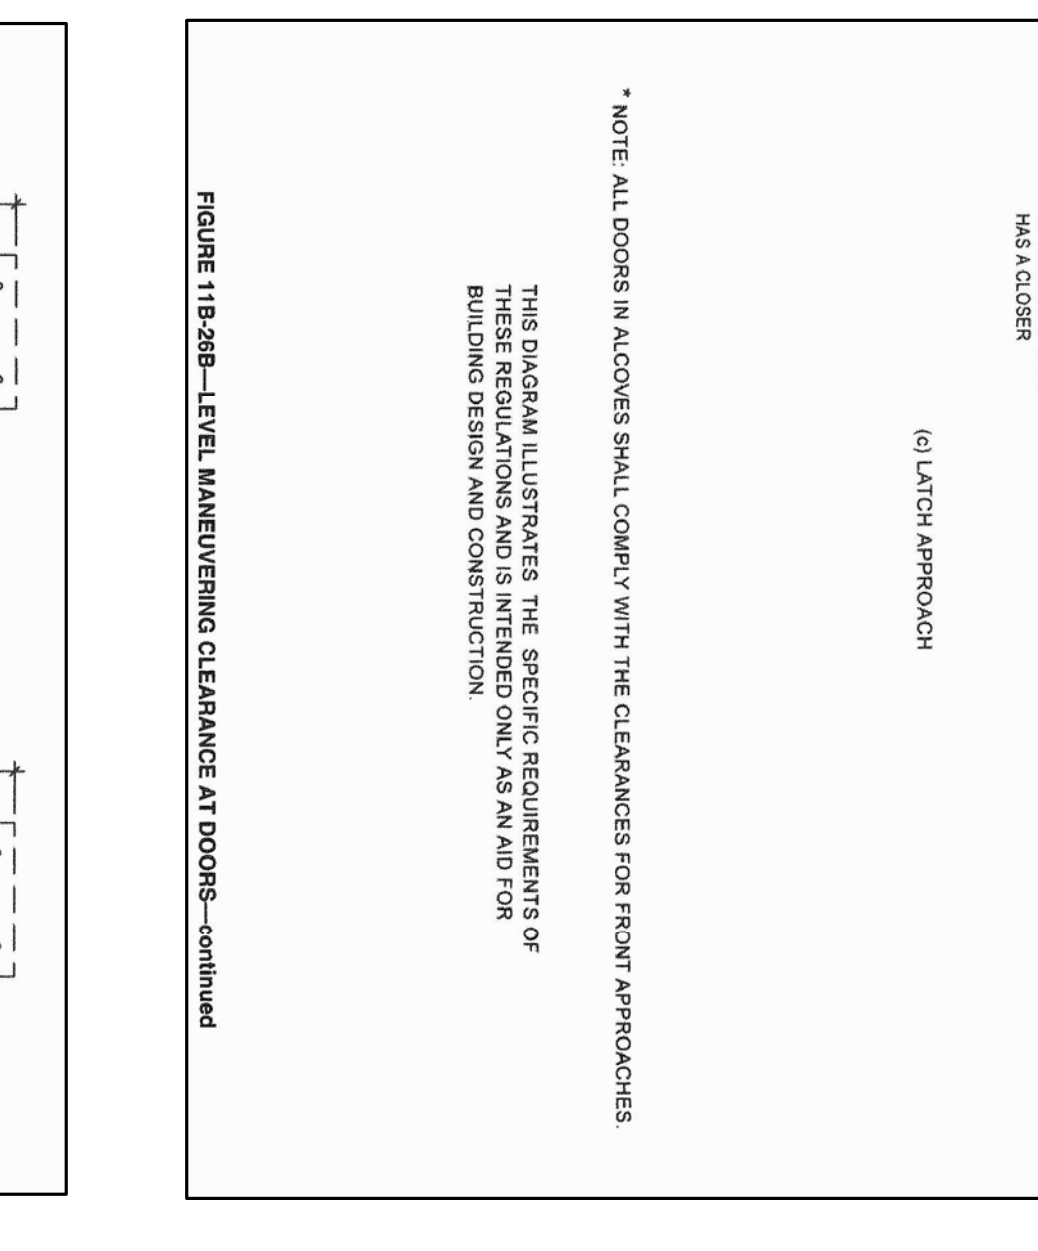 HAS A CLOSER
(c) LATCH APPROACH
* NOTE: ALL DOORS IN ALCOVES SHALL COMPLY WITH THE CLEARANCES FOR FRONT APPROACHES.
THIS DIAGRAM ILLUSTRATES THE SPECIFIC REQUIREMENTS OF
THESE REGULATIONS AND IS INTENDED ONLY AS AN AID FOR
BUILDING DESIGN AND CONSTRUCTION.
FIGURE 11B-26B—LEVEL MANEUVERING CLEARANCE AT DOORS—continued